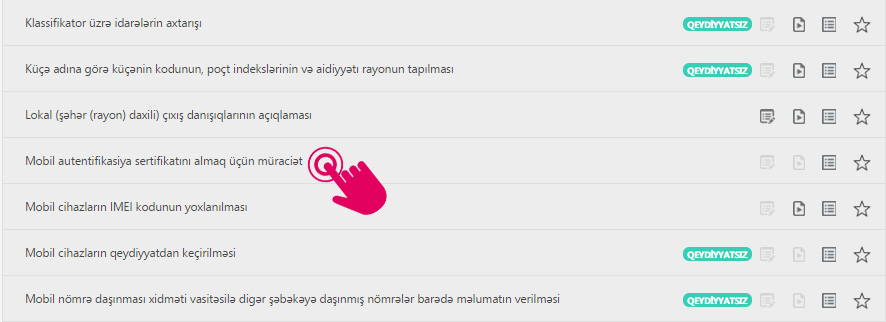 Klassifikator üzrə idarələrin axtarışı QEYDİYYATSIZ
Küçə adına görə küçənin kodunun, poçt indekslərinin və aidiyyətı rayonun tapılması QEYDİYYATSIZ
Lokal (şəhər (rayon) daxili) çıxış danışıqlarının açıqlaması
Mobil autentifikasiya sertifikatını almaq üçün müraciət
Mobil cihazların IMEI kodunun yoxlanılması
Mobil cihazların qeydiyyatdan keçirilməsi QEYDİYYATSIZ
Mobil nömrə daşınması xidməti vasitəsilə digər şəbəkəyə daşınmış nömrələr barədə məlumatın verilməsi QEYDİYYATSIZ